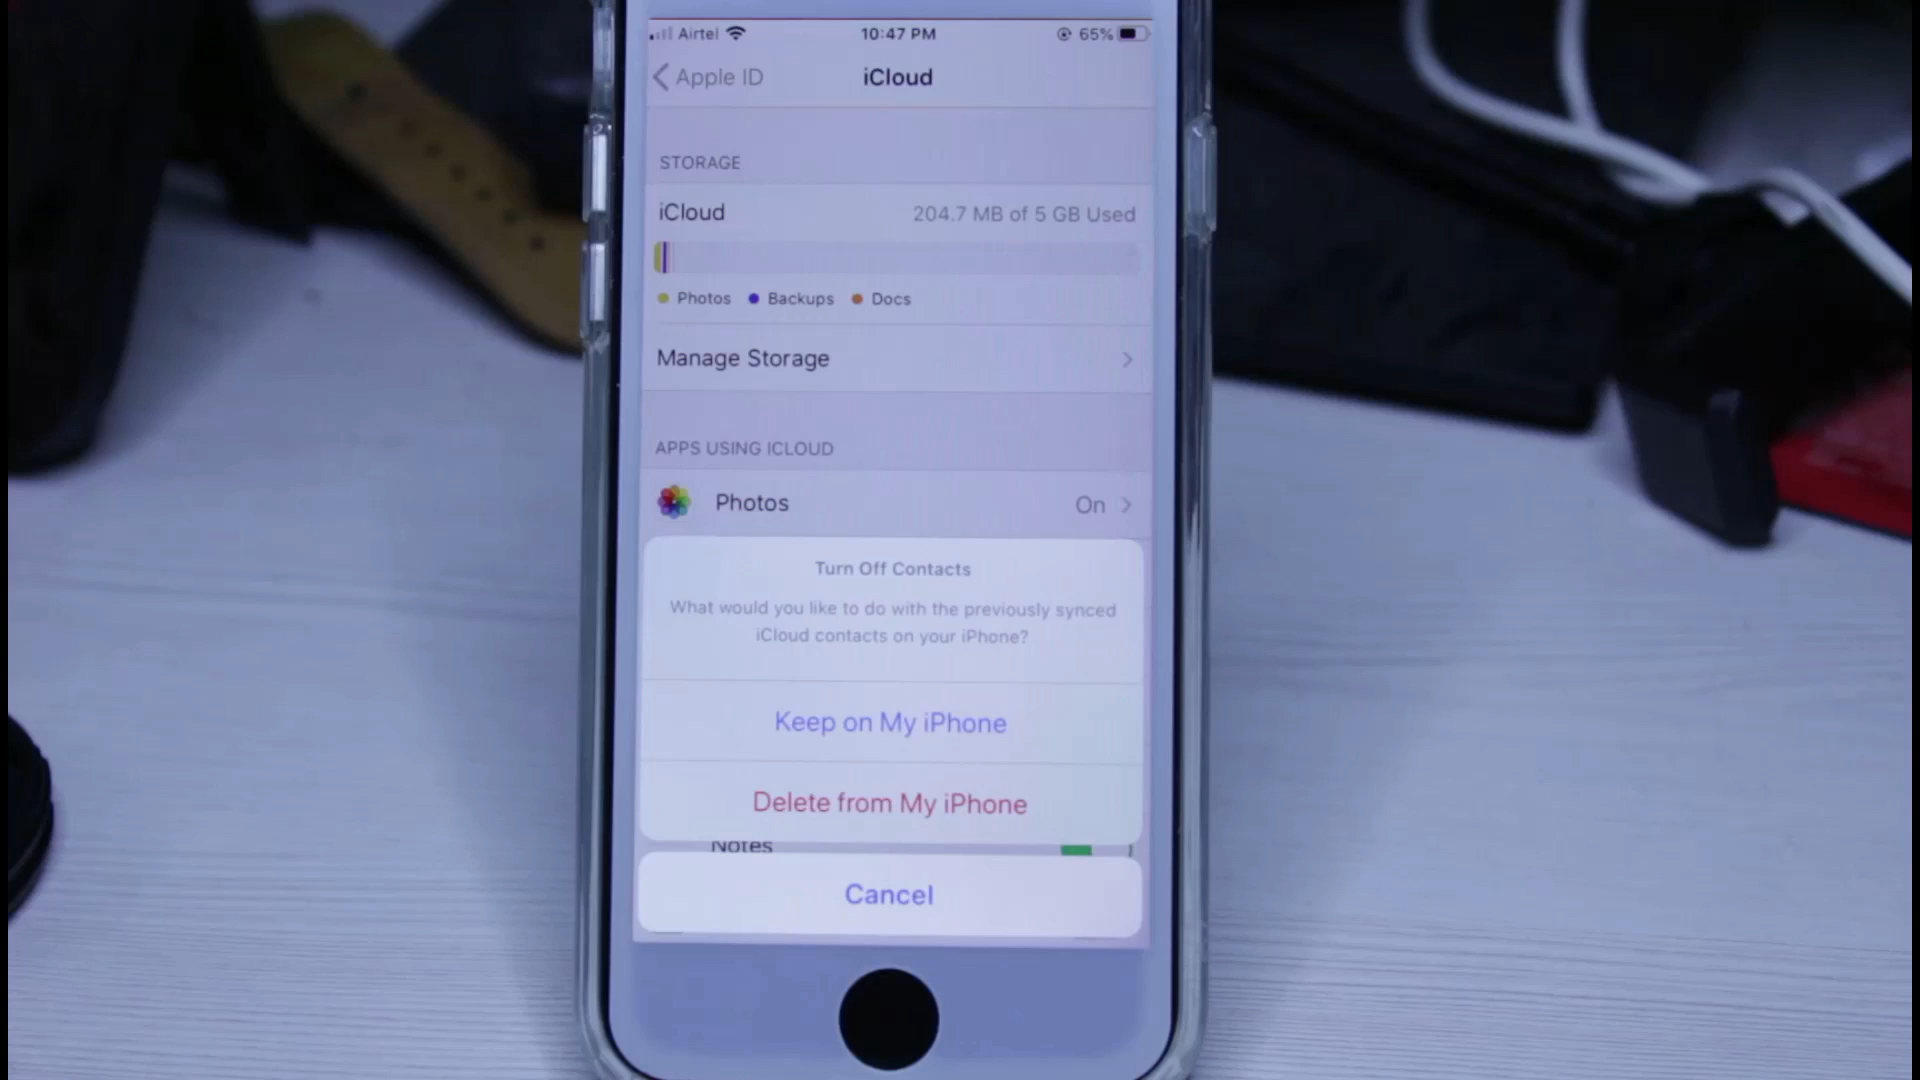 Airtel 10:47 PM 65%
Apple ID iCloud
STORAGE
iCloud 204.7 MB of 5 GB Used
Photos Backups Docs
Manage Storage
APPS USING ICLOUD
Photos On
Turn Off Contacts
What would you like to do with the previously synced
iCloud contacts on your iPhone?
Keep on My iPhone
Delete from My iPhone
Notes
Cancel